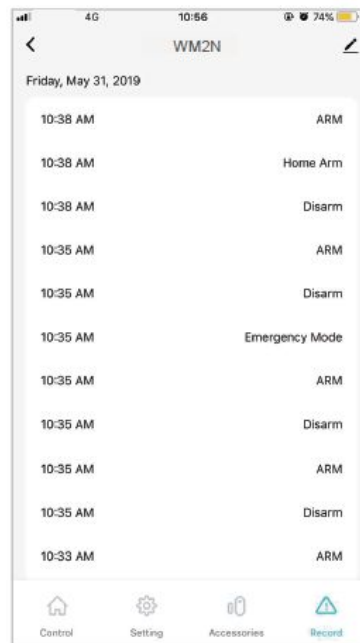 4G 10:56 74%
WM2N
Friday, May 31, 2019
10:38 AM ARM
10:38 AM Home Arm
10:38 AM Disarm
10:35 AM ARM
10:35 AM Disarm
10:35 AM Emergency Mode
10:35 AM ARM
10:35 AM Disarm
10:35 AM ARM
10:35 AM Disarm
10:33 AM ARM
Control Setting Accessories Record